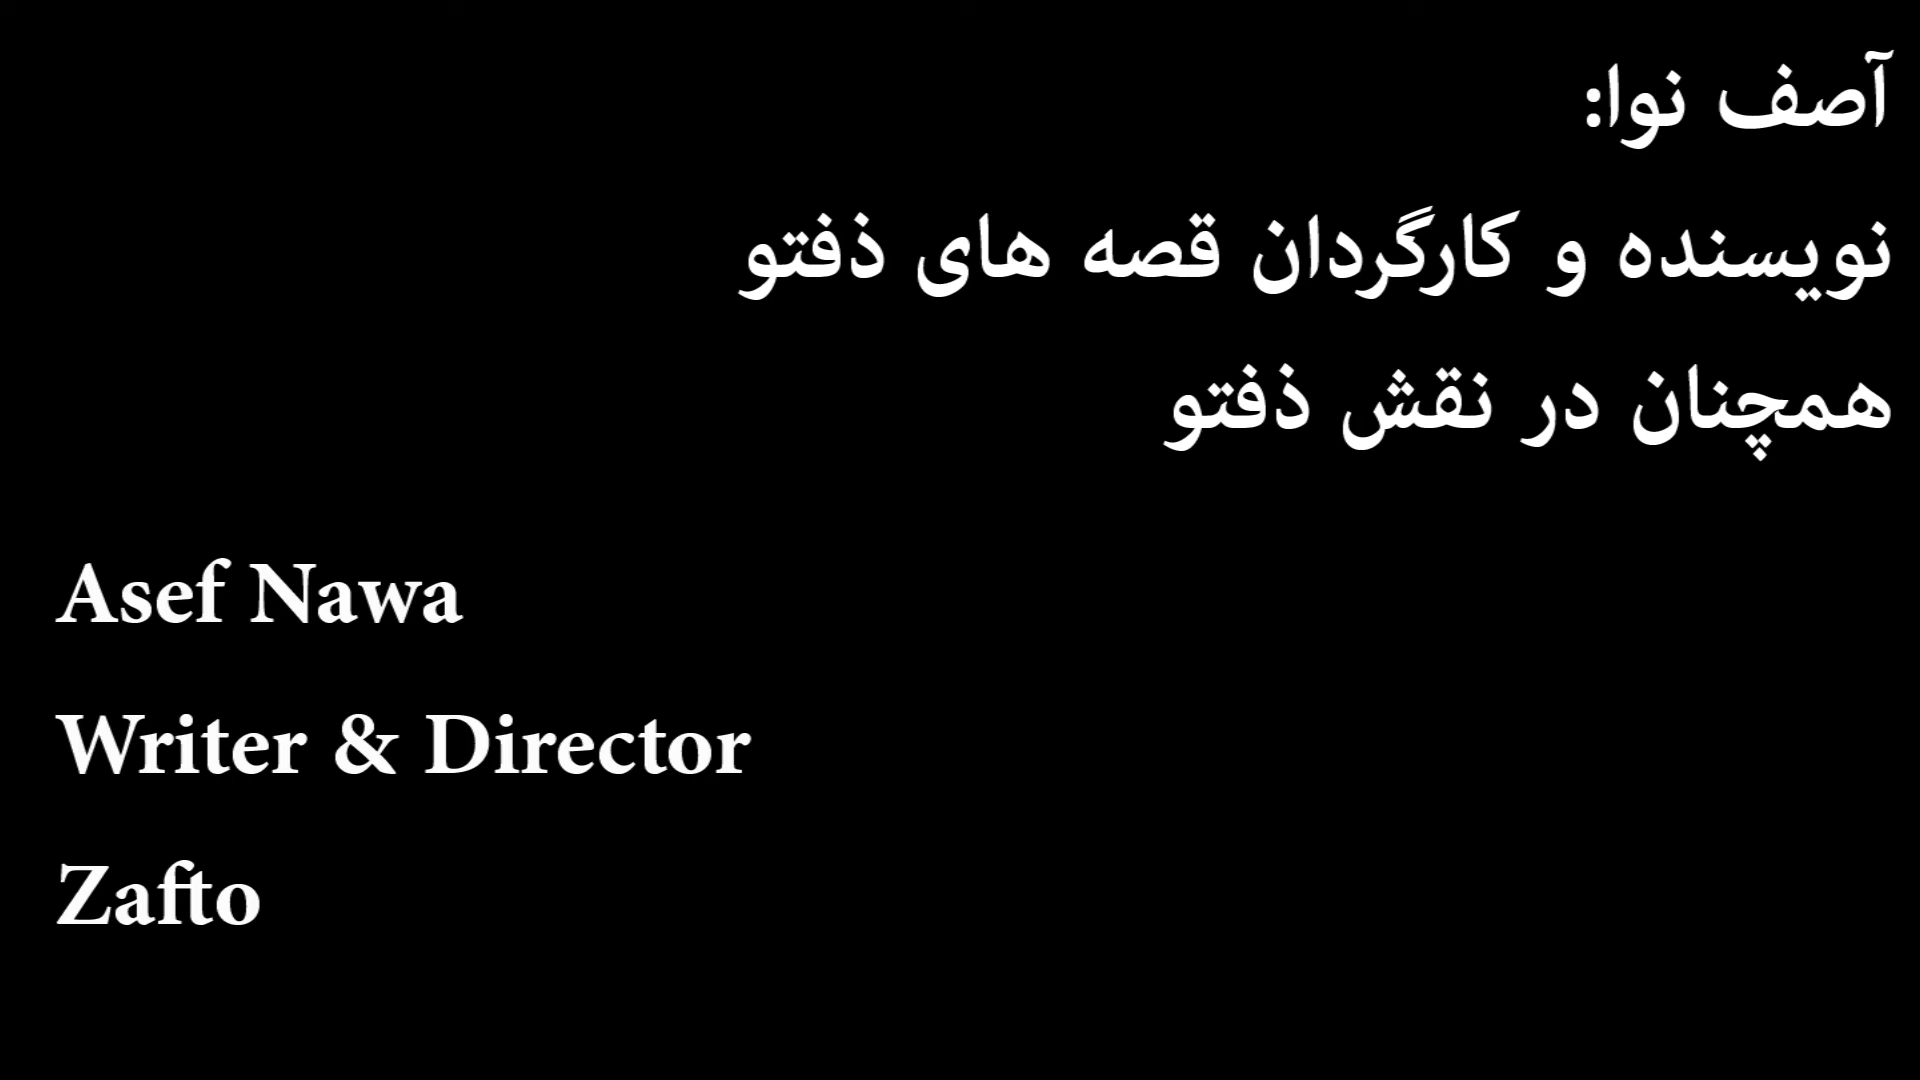 آصف نوا:
نویسنده و کارگردان قصه های ذفتو
همچنان در نقش ذفتو
Asef Nawa
Writer & Director
Zafto